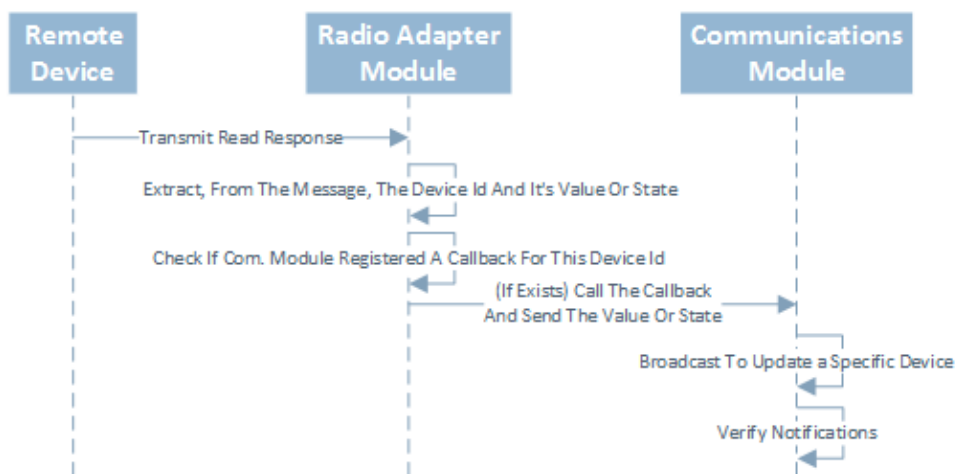 Remote
Device
Radio Adapter
Module
Communications
Module
Transmit Read Response
Extract, From The Message, The Device Id And It's Value Or State
Check If Com. Module Registered A Callback For This Device Id
(If Exists) Call The Callback
And Send The Value Or State
Broadcast To Update a Specific Device
Verify Notifications